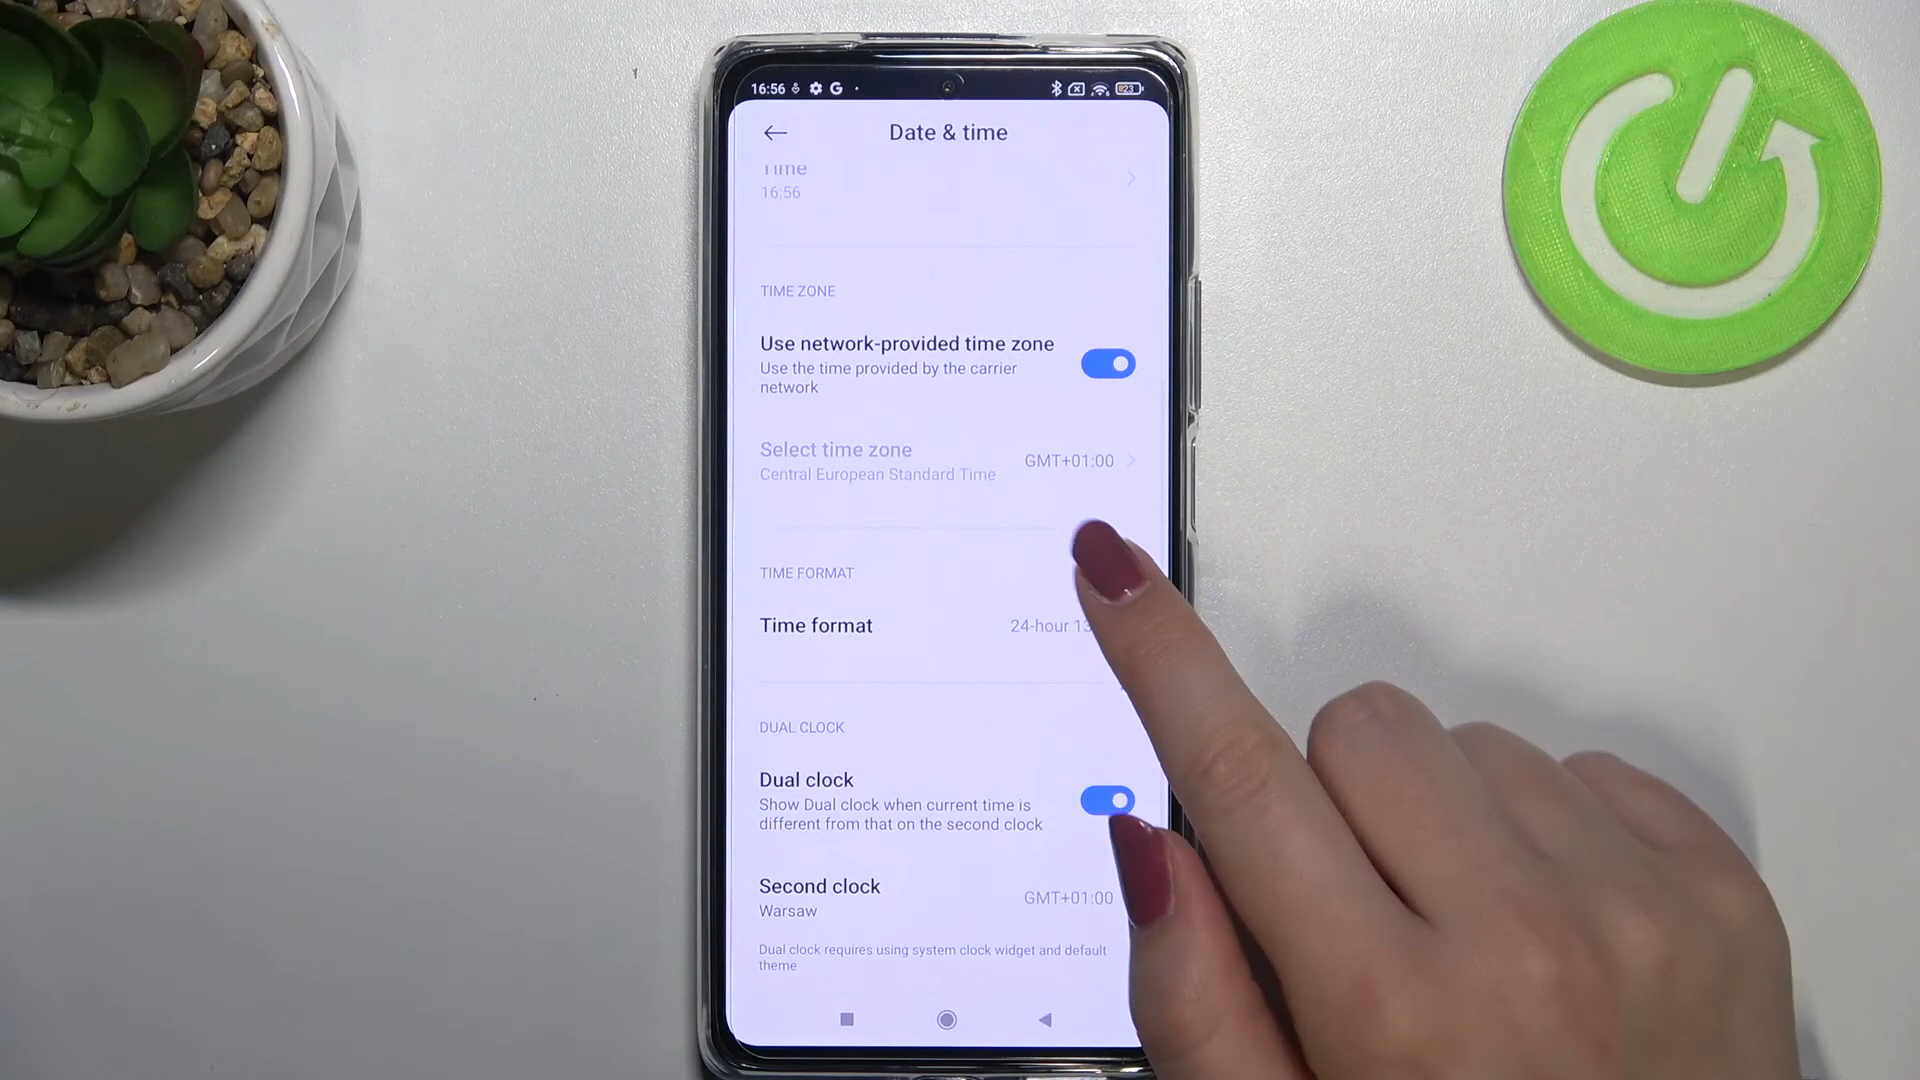 16:56
23
Date & time
Time
16:56
TIME ZONE
Use network-provided time zone
Use the time provided by the carrier
network
Select time zone
GMT+01:00
Central European Standard Time
TIME FORMAT
Time format
24-hour
DUAL CLOCK
Dual clock
Show Dual clock when current time is
different from that on the second clock
Second clock
GMT+01:00
Warsaw
Dual clock requires using system clock widget and default
theme